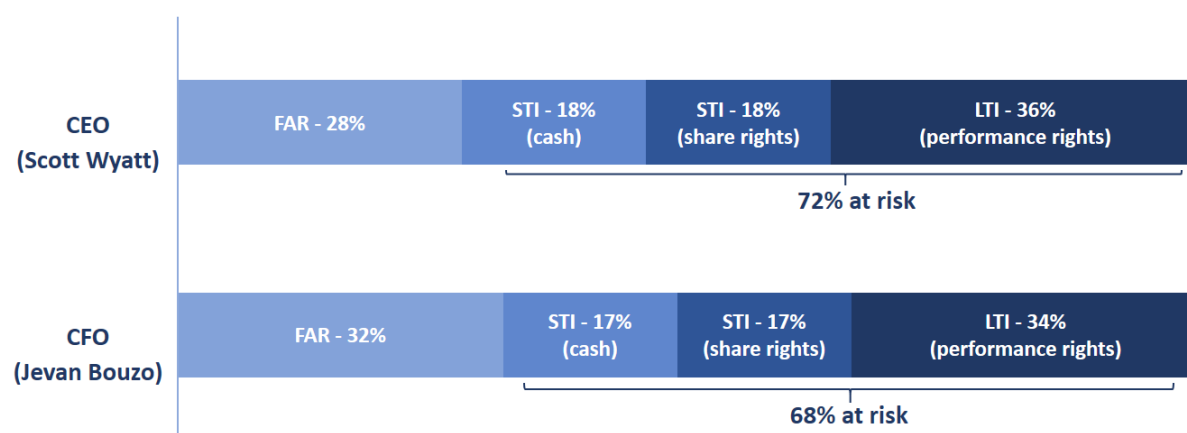 CEO
(Scott Wyatt)
FAR - 28%
STI - 18%
(cash)
STI - 18%
(share rights)
LTI - 36%
(performance rights)
72% at risk
CFO
(Jevan Bouzo)
FAR - 32%
STI - 17%
(cash)
STI - 17%
(share rights)
LTI - 34%
(performance rights)
68% at risk